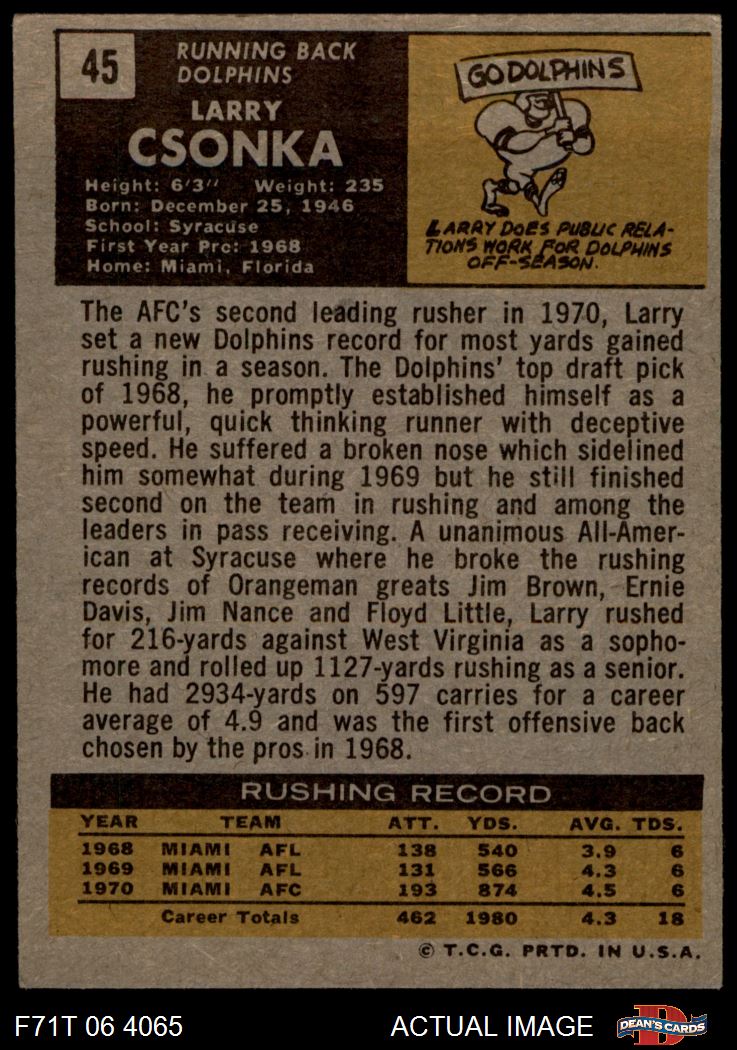 45
RUNNING BACK
DOLPHINS
LARRY
CSONKA
Height: 6'3" Weight: 235
Born: December 25, 1946
School: Syracuse
First Year Pro: 1968
Home: Miami, Florida
GO DOLPHINS
LARRY DOES PUBLIC RELA-
TIONS WORK FOR DOLPHINS
OFF-SEASON.
The AFC's second leading rusher in 1970, Larry
set a new Dolphins record for most yards gained
rushing in a season. The Dolphins' top draft pick
of 1968, he promptly established himself as a
powerful, quick thinking runner with deceptive
speed. He suffered a broken nose which sidelined
him somewhat during 1969 but he still finished
second on the team in rushing and among the
leaders in pass receiving. A unanimous All-Amer-
ican at Syracuse where he broke the rushing
records of Orangeman greats Jim Brown, Ernie
Davis, Jim Nance and Floyd Little, Larry rushed
for 216-yards against West Virginia as a sopho-
more and rolled up 1127-yards rushing as a senior.
He had 2934-yards on 597 carries for a career
average of 4.9 and was the first offensive back
chosen by the pros in 1968.
RUSHING RECORD
YEAR TEAM ATT. YDS. AVG. TDS.
1968 MIAMI AFL 138 540 3.9 6
1969 MIAMI AFL 131 566 4.3 6
1970 MIAMI AFC 193 874 4.5 6
Career Totals 462 1980 4.3 18
© T.C.G. PRTD. IN U.S.A.
F71T 06 4065 ACTUAL IMAGE D DEAN'S CARDS